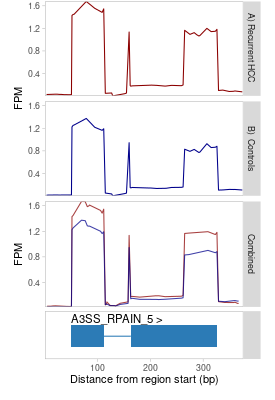 1.6
1.2
0.8
0.4
FPM
A) Recurrent HCC
1.6
1.2
0.8
0.4
FPM
B) Controls
1.6
1.2
0.8
0.4
FPM
Combined
A3SS_RPAIN_5 >
100
200
300
Distance from region start (bp)